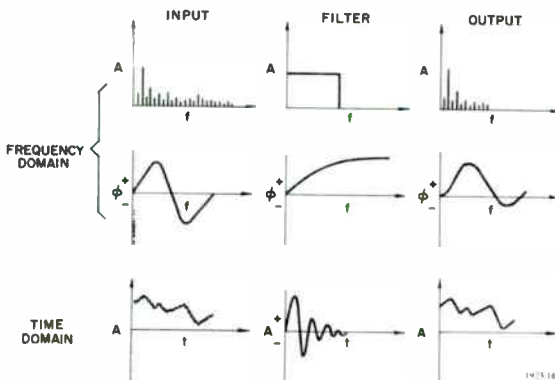 INPUT FILTER OUTPUT
A A A
f f f
FREQUENCY
DOMAIN
ϕ + − ϕ + − ϕ + −
f f f
TIME
DOMAIN
A A + − A
t t t